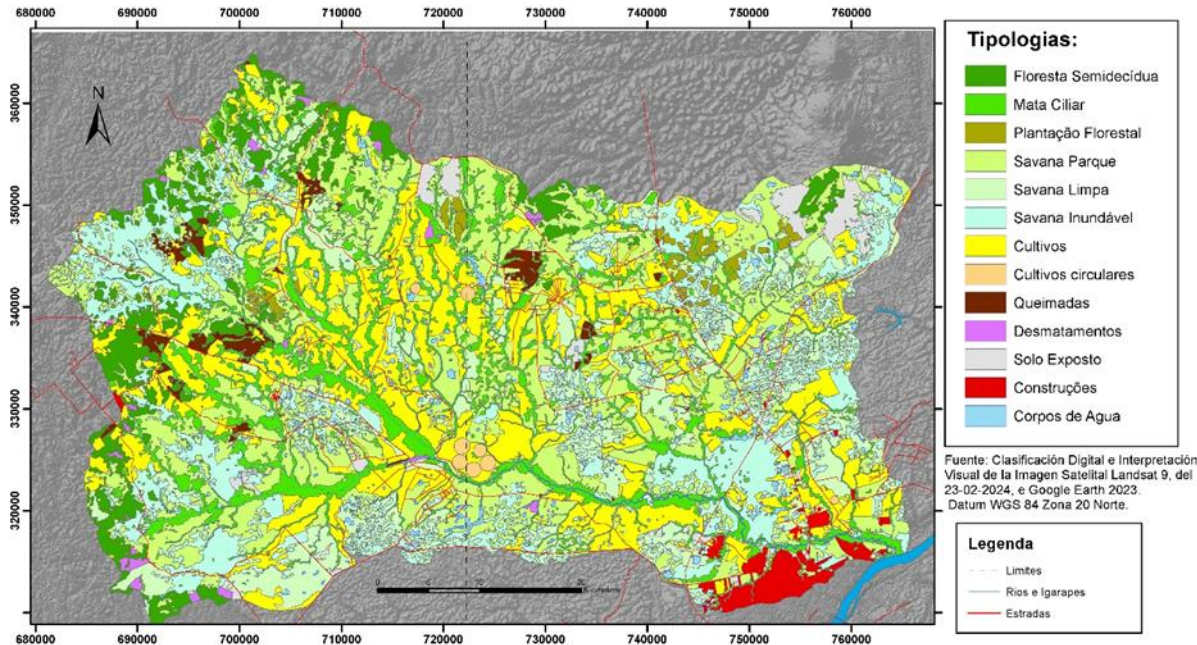 680000 690000 700000 710000 720000 730000 740000 750000 760000
360000
350000
340000
330000
320000
N
0 5 10 20
680000 690000 700000 710000 720000 730000 740000 750000 760000
Tipologias:
Floresta Semidecídua
Mata Ciliar
Plantação Florestal
Savana Parque
Savana Limpa
Savana Inundável
Cultivos
Cultivos circulares
Queimadas
Desmatamentos
Solo Exposto
Construções
Corpos de Agua
Fuente: Clasificación Digital e Interpretación
Visual de la Imagen Satelital Landsat 9, del
23-02-2024, e Google Earth 2023.
Datum WGS 84 Zona 20 Norte.
Legenda
Limites
Rios e Igarapes
Estradas